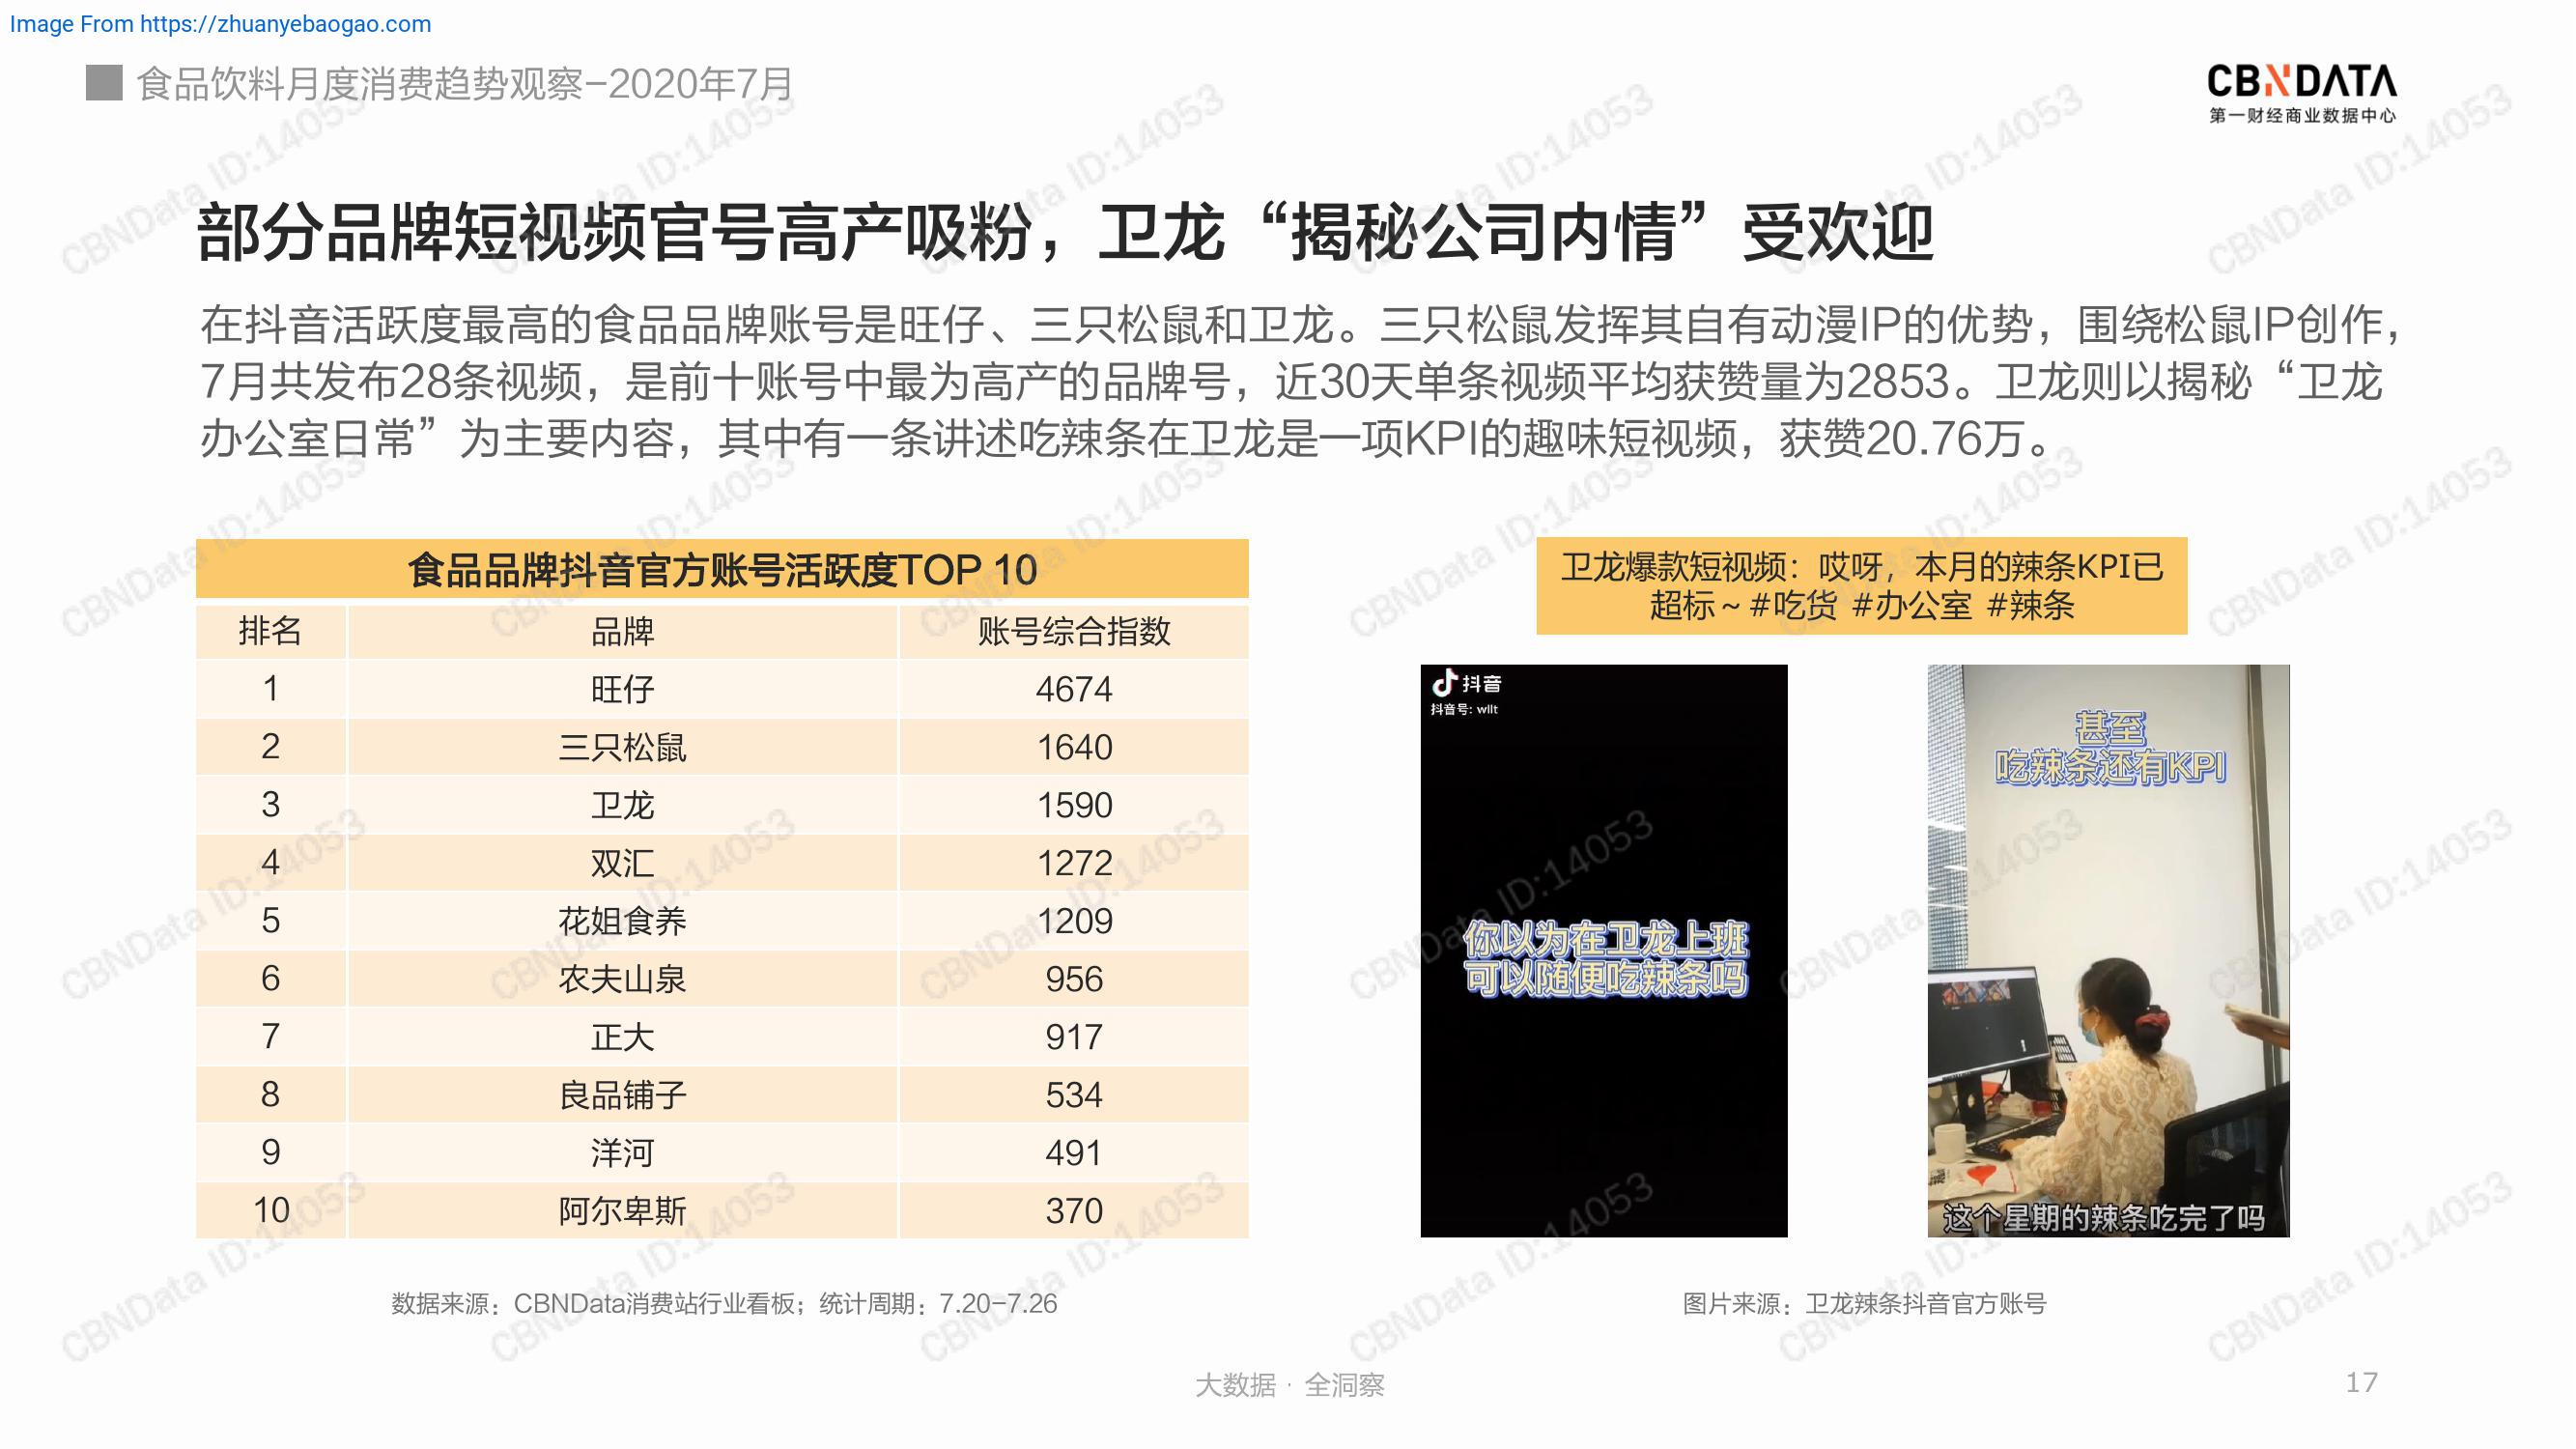 Image From https://zhuanyebaogao.com
食品饮料月度消费趋势观察–2020年7月
CBNDATA
第一财经商业数据中心
部分品牌短视频官号高产吸粉，卫龙“揭秘公司内情”受欢迎
在抖音活跃度最高的食品品牌账号是旺仔、三只松鼠和卫龙。三只松鼠发挥其自有动漫IP的优势，围绕松鼠IP创作，
7月共发布28条视频，是前十账号中最为高产的品牌号，近30天单条视频平均获赞量为2853。卫龙则以揭秘“卫龙
办公室日常”为主要内容，其中有一条讲述吃辣条在卫龙是一项KPI的趣味短视频，获赞20.76万。
食品品牌抖音官方账号活跃度TOP 10
排名 品牌 账号综合指数
1 旺仔 4674
2 三只松鼠 1640
3 卫龙 1590
4 双汇 1272
5 花姐食养 1209
6 农夫山泉 956
7 正大 917
8 良品铺子 534
9 洋河 491
10 阿尔卑斯 370
数据来源：CBNData消费站行业看板；统计周期：7.20–7.26
卫龙爆款短视频：哎呀，本月的辣条KPI已
超标～#吃货 #办公室 #辣条
抖音
抖音号: wllt
你以为在卫龙上班
可以随便吃辣条吗
甚至
吃辣条还有KPI
这个星期的辣条吃完了吗
图片来源：卫龙辣条抖音官方账号
大数据 · 全洞察
17
CBNData ID:14053